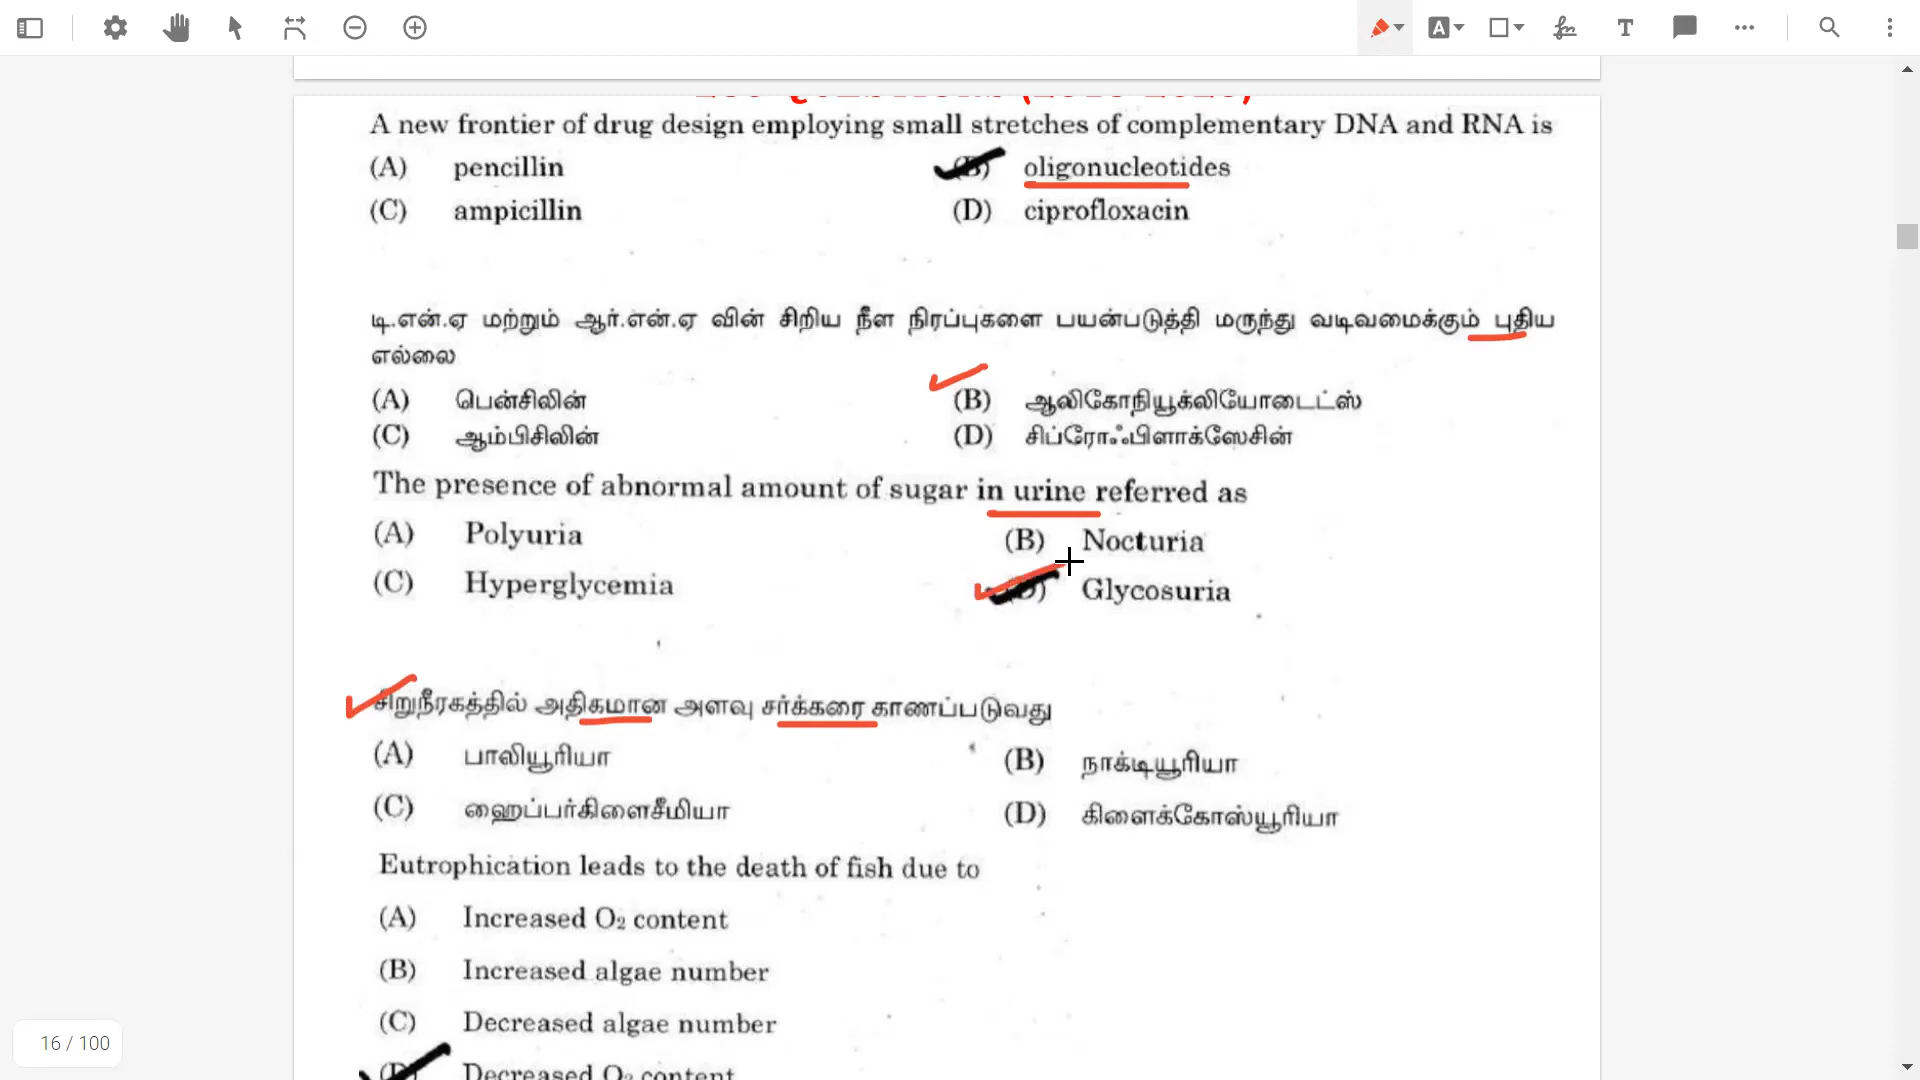 A new frontier of drug design employing small stretches of complementary DNA and RNA is
(A) pencillin (B) oligonucleotides
(C) ampicillin (D) ciprofloxacin
டி.என்.ஏ மற்றும் ஆர்.என்.ஏ வின் சிறிய நீள நிரப்புகளை பயன்படுத்தி மருந்து வடிவமைக்கும் புதிய
எல்லை
(A) பென்சிலின் (B) ஆலிகோநியூக்லியோடைட்ஸ்
(C) ஆம்பிசிலின் (D) சிப்ரோஃபிளாக்ஸேசின்
The presence of abnormal amount of sugar in urine referred as
(A) Polyuria (B) Nocturia
(C) Hyperglycemia (D) Glycosuria
சிறுநீரகத்தில் அதிகமான அளவு சர்க்கரை காணப்படுவது
(A) பாலியூரியா (B) நாக்டியூரியா
(C) ஹைப்பர்கிளைசீமியா (D) கிளைக்கோஸ்யூரியா
Eutrophication leads to the death of fish due to
(A) Increased O₂ content
(B) Increased algae number
(C) Decreased algae number
(D) Decreased O₂ content
16 / 100